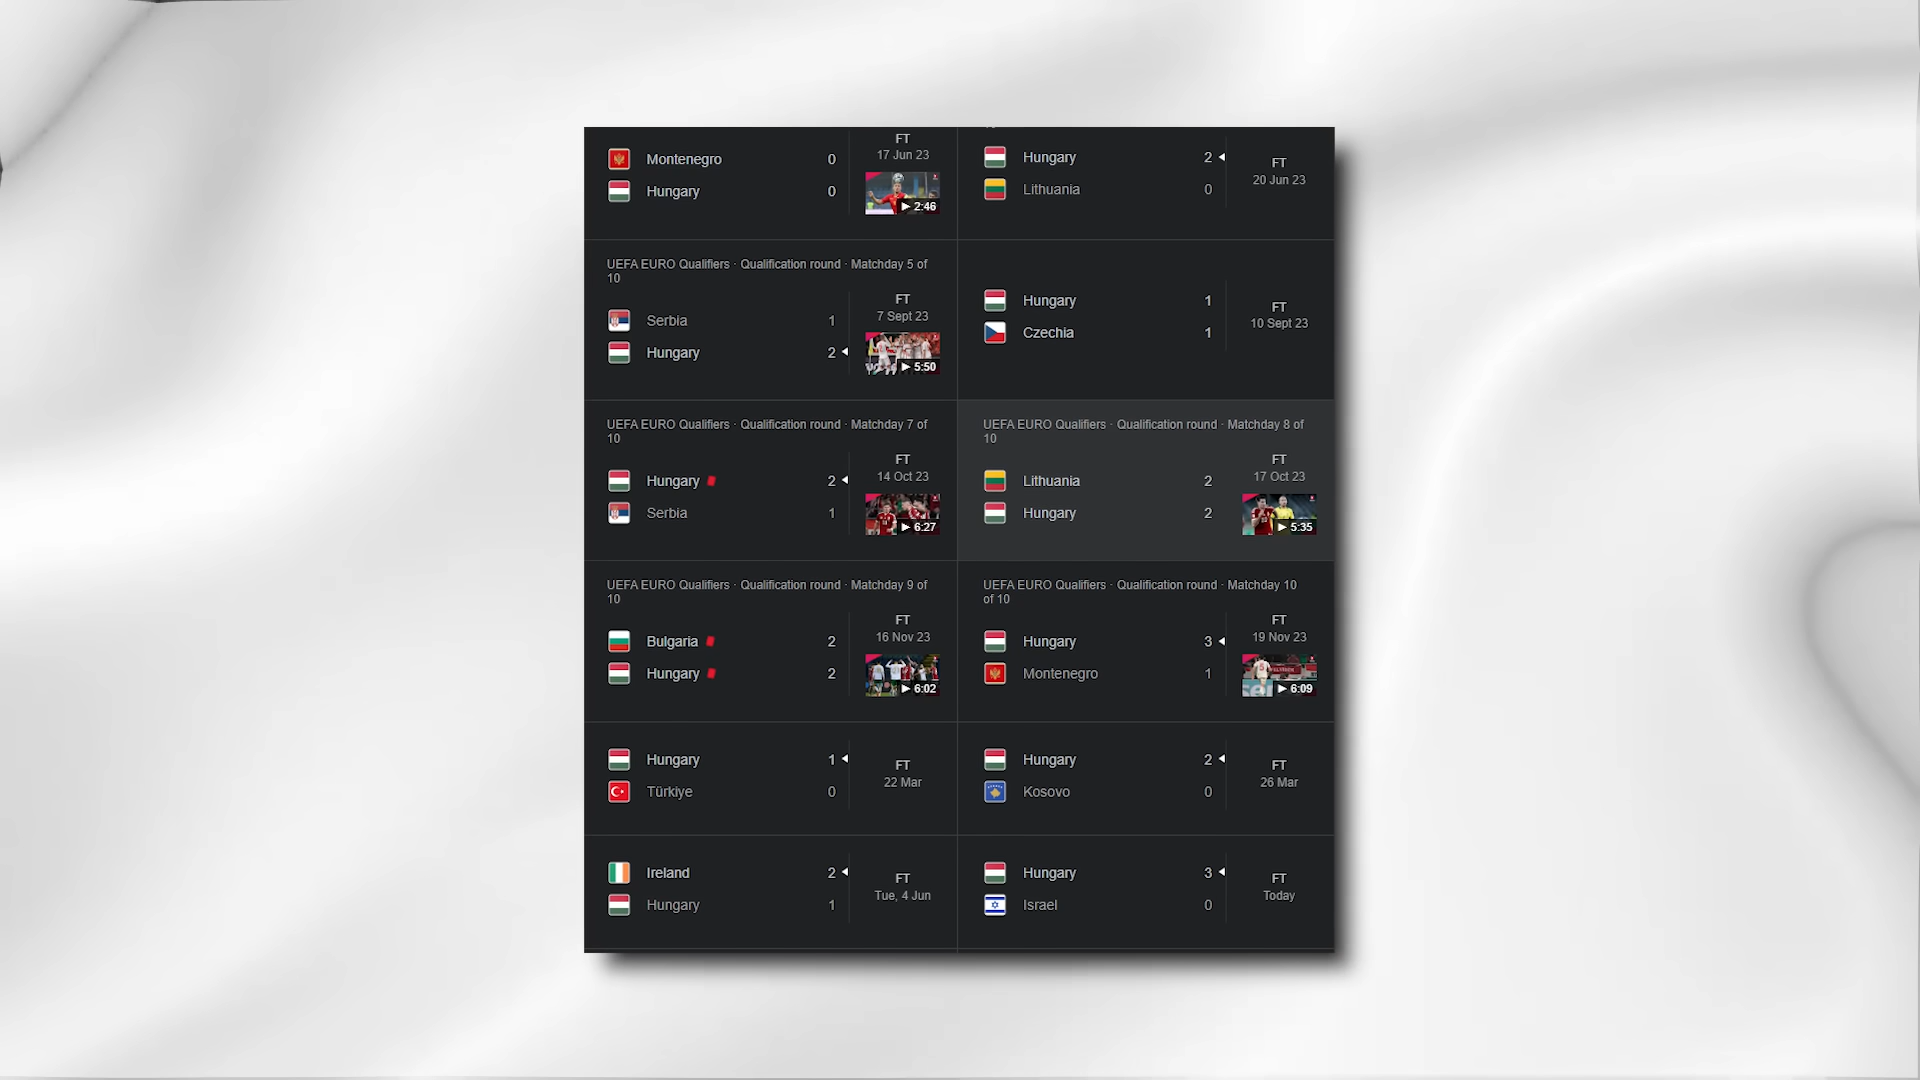 FT
Montenegro 0
17 Jun 23
Hungary 0
2:46
Hungary 2
FT
Lithuania 0
20 Jun 23
UEFA EURO Qualifiers · Qualification round · Matchday 5 of
10
FT
Serbia 1
7 Sept 23
Hungary 2
5:50
Hungary 1
FT
Czechia 1
10 Sept 23
UEFA EURO Qualifiers · Qualification round · Matchday 7 of
10
FT
Hungary 2
14 Oct 23
Serbia 1
6:27
UEFA EURO Qualifiers · Qualification round · Matchday 8 of
10
FT
Lithuania 2
17 Oct 23
Hungary 2
5:35
UEFA EURO Qualifiers · Qualification round · Matchday 9 of
10
FT
Bulgaria 2
16 Nov 23
Hungary 2
6:02
UEFA EURO Qualifiers · Qualification round · Matchday 10
of 10
FT
Hungary 3
19 Nov 23
Montenegro 1
6:09
Hungary 1
FT
Türkiye 0
22 Mar
Hungary 2
FT
Kosovo 0
26 Mar
Ireland 2
FT
Hungary 1
Tue, 4 Jun
Hungary 3
FT
Israel 0
Today